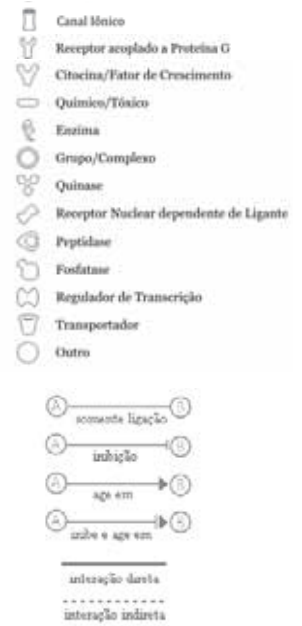 Canal Iônico
Receptor acoplado a Proteína G
Citocina/Fator de Crescimento
Químico/Tóxico
Enzima
Grupo/Complexo
Quinase
Receptor Nuclear dependente de Ligante
Peptidase
Fosfatase
Regulador de Transcrição
Transportador
Outro
A B
somente ligação
A B
inibição
A B
age em
A B
inibe e age em
interação direta
interação indireta